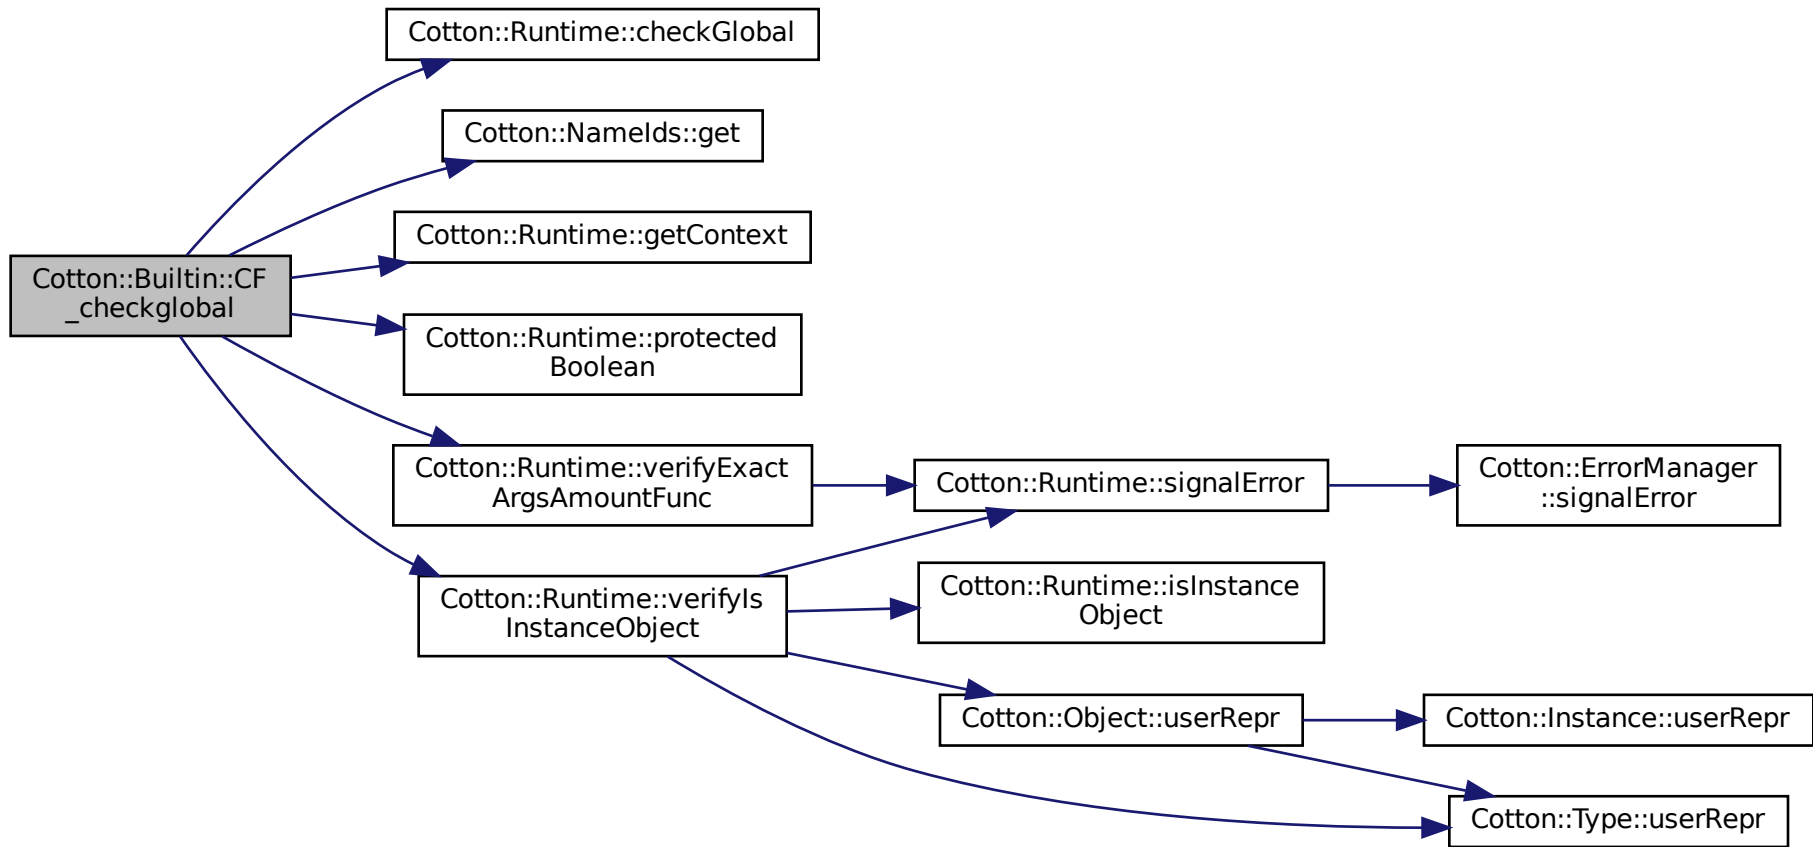 Cotton::Runtime::checkGlobal
Cotton::NameIds::get
Cotton::Runtime::getContext
Cotton::Builtin::CF
_checkglobal
Cotton::Runtime::protected
Boolean
Cotton::Runtime::verifyExact
ArgsAmountFunc
Cotton::Runtime::signalError
Cotton::ErrorManager
::signalError
Cotton::Runtime::verifyIs
InstanceObject
Cotton::Runtime::isInstance
Object
Cotton::Object::userRepr
Cotton::Instance::userRepr
Cotton::Type::userRepr